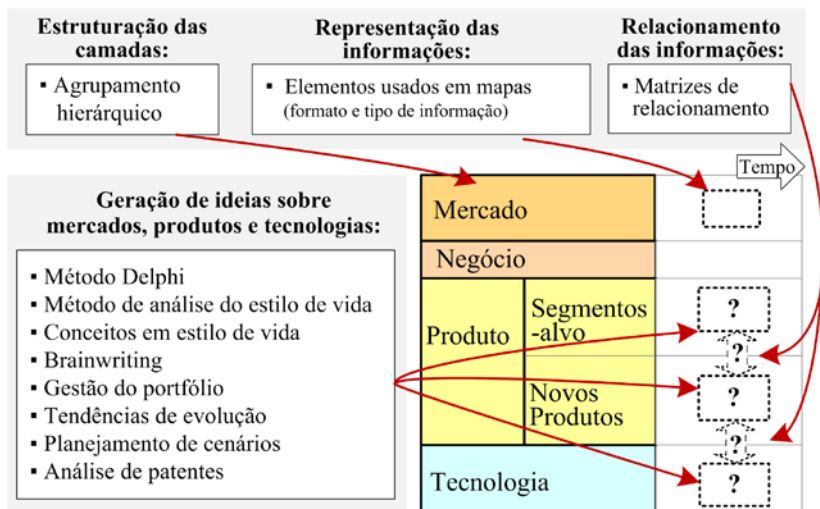 Estruturação das
camadas:
▪ Agrupamento
hierárquico
Representação das
informações:
▪ Elementos usados em mapas
(formato e tipo de informação)
Relacionamento
das informações:
▪ Matrizes de
relacionamento
Tempo
Geração de ideias sobre
mercados, produtos e tecnologias:
▪ Método Delphi
▪ Método de análise do estilo de vida
▪ Conceitos em estilo de vida
▪ Brainwriting
▪ Gestão do portfólio
▪ Tendências de evolução
▪ Planejamento de cenários
▪ Análise de patentes
Mercado
Negócio
Produto
Segmentos
-alvo
Novos
Produtos
Tecnologia
?
?
?
?
?